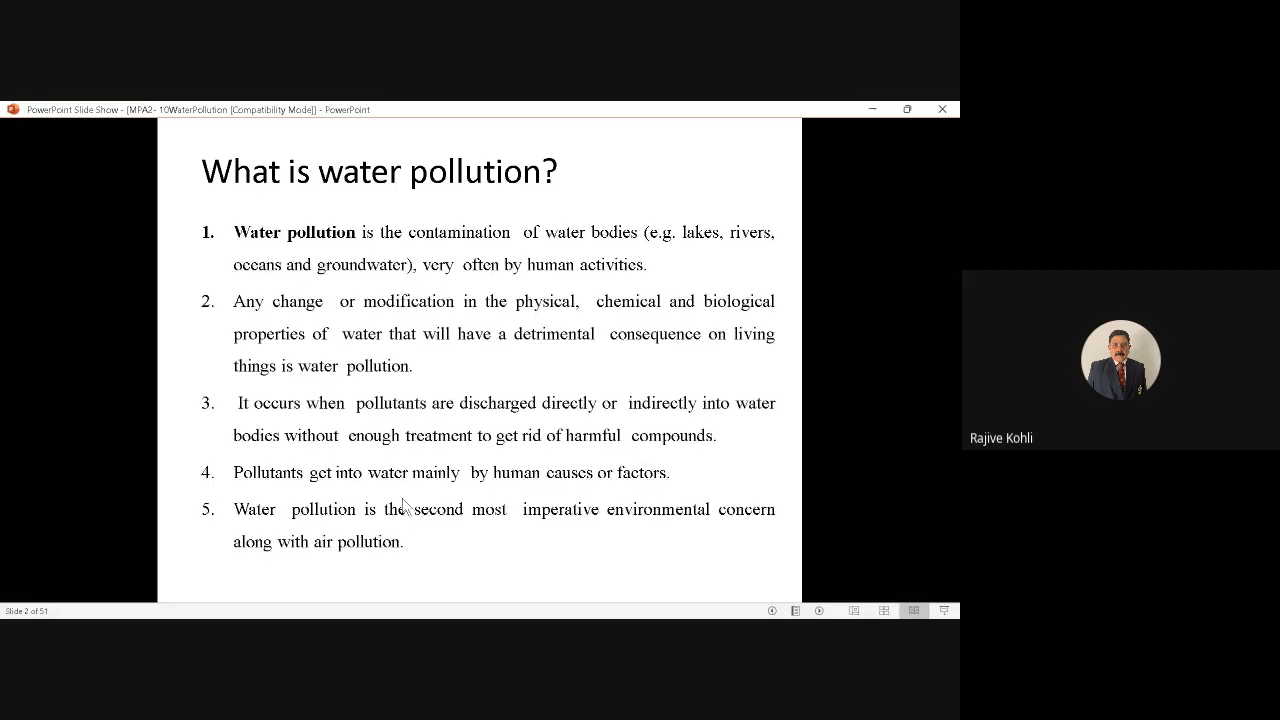 PowerPoint Slide Show - [MPA2- 10WaterPollution [Compatibility Mode]] - PowerPoint
What is water pollution?
1. Water pollution is the contamination of water bodies (e.g. lakes, rivers,
oceans and groundwater), very often by human activities.
2. Any change or modification in the physical, chemical and biological
properties of water that will have a detrimental consequence on living
things is water pollution.
3. It occurs when pollutants are discharged directly or indirectly into water
bodies without enough treatment to get rid of harmful compounds.
4. Pollutants get into water mainly by human causes or factors.
5. Water pollution is the second most imperative environmental concern
along with air pollution.
Slide 2 of 51
Rajive Kohli